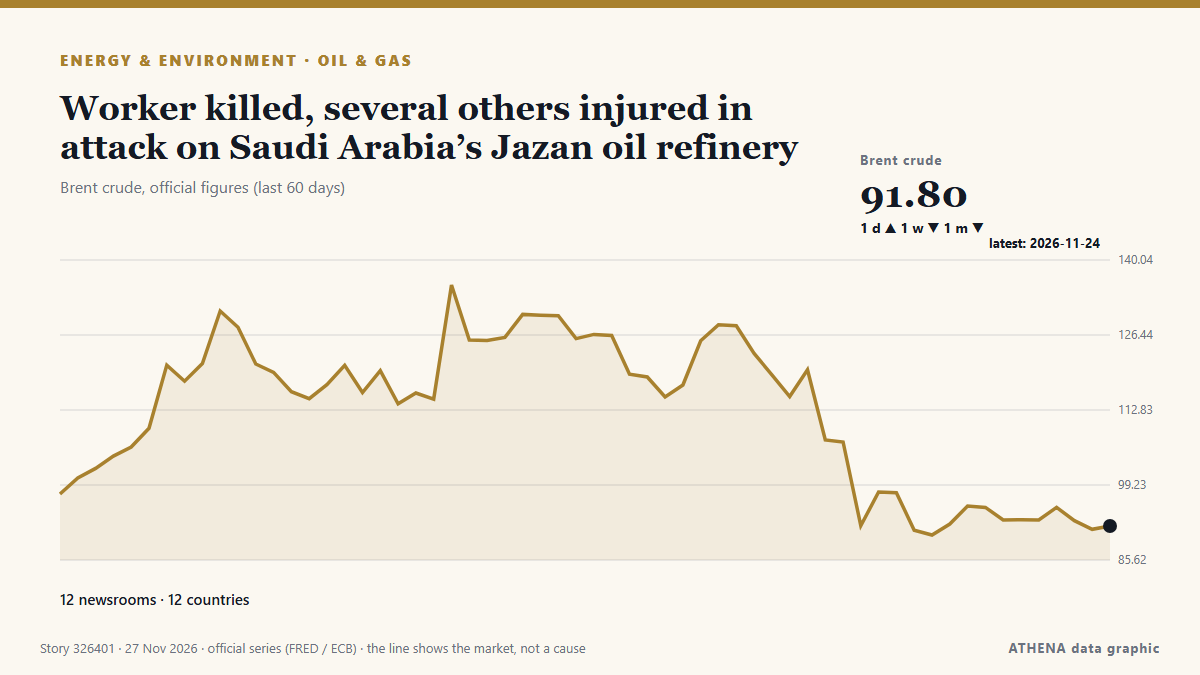 ENERGY & ENVIRONMENT · OIL & GAS
Worker killed, several others injured in
attack on Saudi Arabia’s Jazan oil refinery
Brent crude, official figures (last 60 days)
Brent crude
91.80
1 d ▲ 1 w ▼ 1 m ▼
latest: 2026-11-24
140.04
126.44
112.83
99.23
85.62
12 newsrooms · 12 countries
Story 326401 · 27 Nov 2026 · official series (FRED / ECB) · the line shows the market, not a cause
ATHENA data graphic